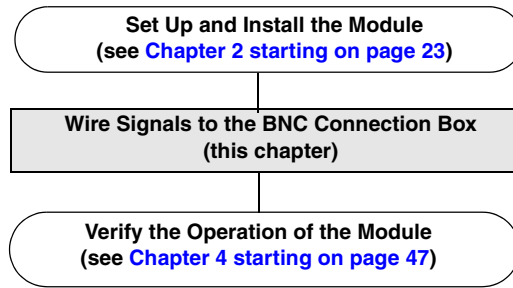 Set Up and Install the Module
(see Chapter 2 starting on page 23)
Wire Signals to the BNC Connection Box
(this chapter)
Verify the Operation of the Module
(see Chapter 4 starting on page 47)